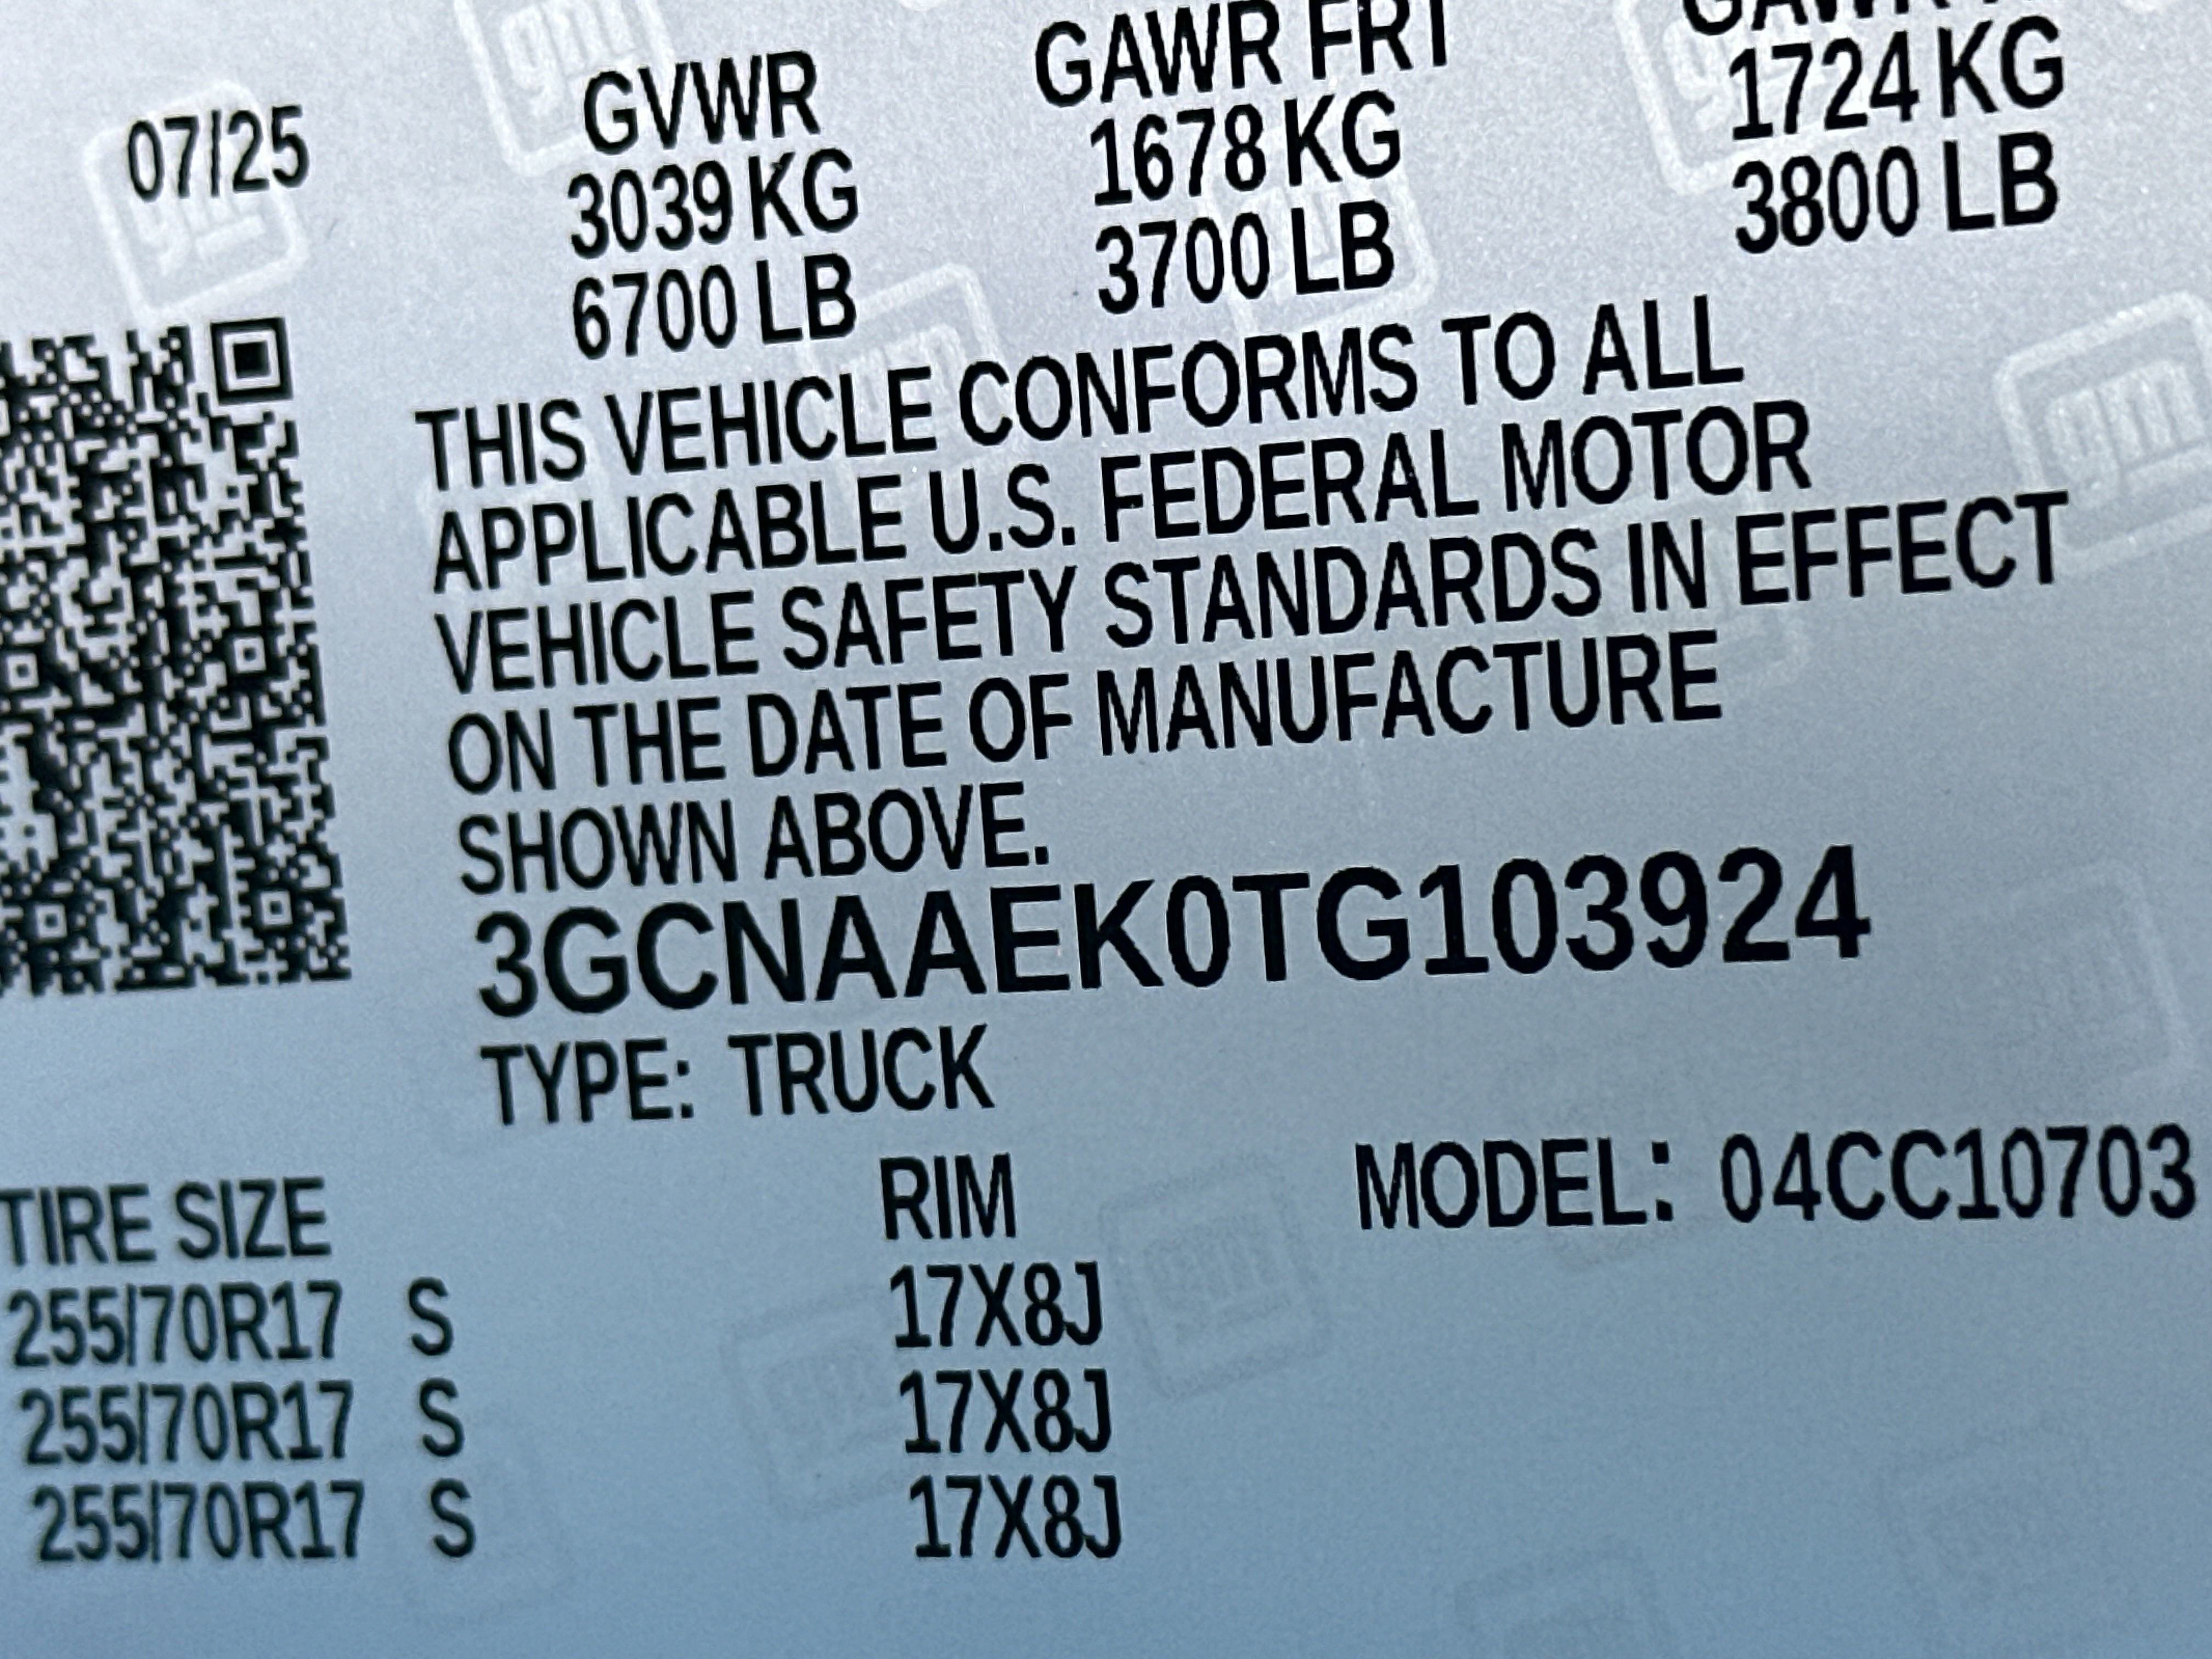 07/25 GVWR GAWR FRT GAWR
3039 KG 1678 KG 1724 KG
6700 LB 3700 LB 3800 LB
THIS VEHICLE CONFORMS TO ALL
APPLICABLE U.S. FEDERAL MOTOR
VEHICLE SAFETY STANDARDS IN EFFECT
ON THE DATE OF MANUFACTURE
SHOWN ABOVE.
3GCNAAEK0TG103924
TYPE: TRUCK
TIRE SIZE RIM MODEL: 04CC10703
255/70R17 S 17X8J
255/70R17 S 17X8J
255/70R17 S 17X8J